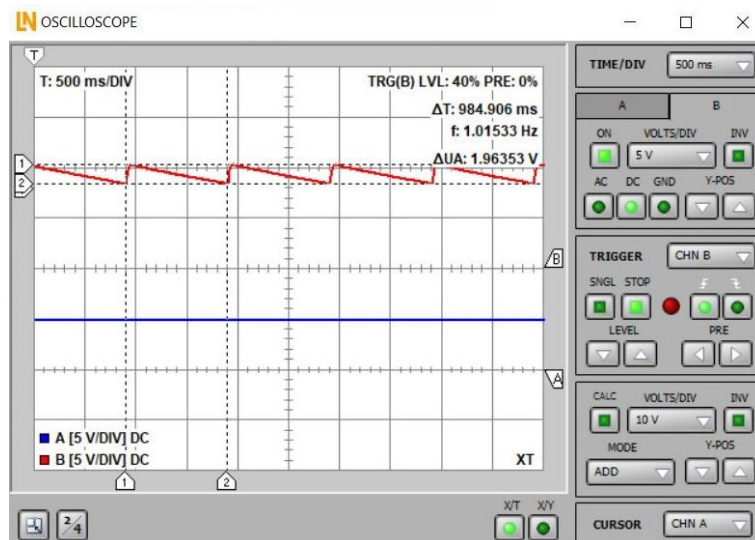 LN OSCILLOSCOPE
T
T: 500 ms/DIV
TRG(B) LVL: 40% PRE: 0%
ΔT: 984.906 ms
f: 1.01533 Hz
ΔUA: 1.96353 V
1
2
B
A
A [5 V/DIV] DC
B [5 V/DIV] DC
XT
1
2
2/4
X/T X/Y
TIME/DIV 500 ms
A B
ON VOLTS/DIV INV
5 V
AC DC GND Y-POS
TRIGGER CHN B
SNGL STOP
LEVEL PRE
CALC VOLTS/DIV INV
10 V
MODE Y-POS
ADD
CURSOR CHN A